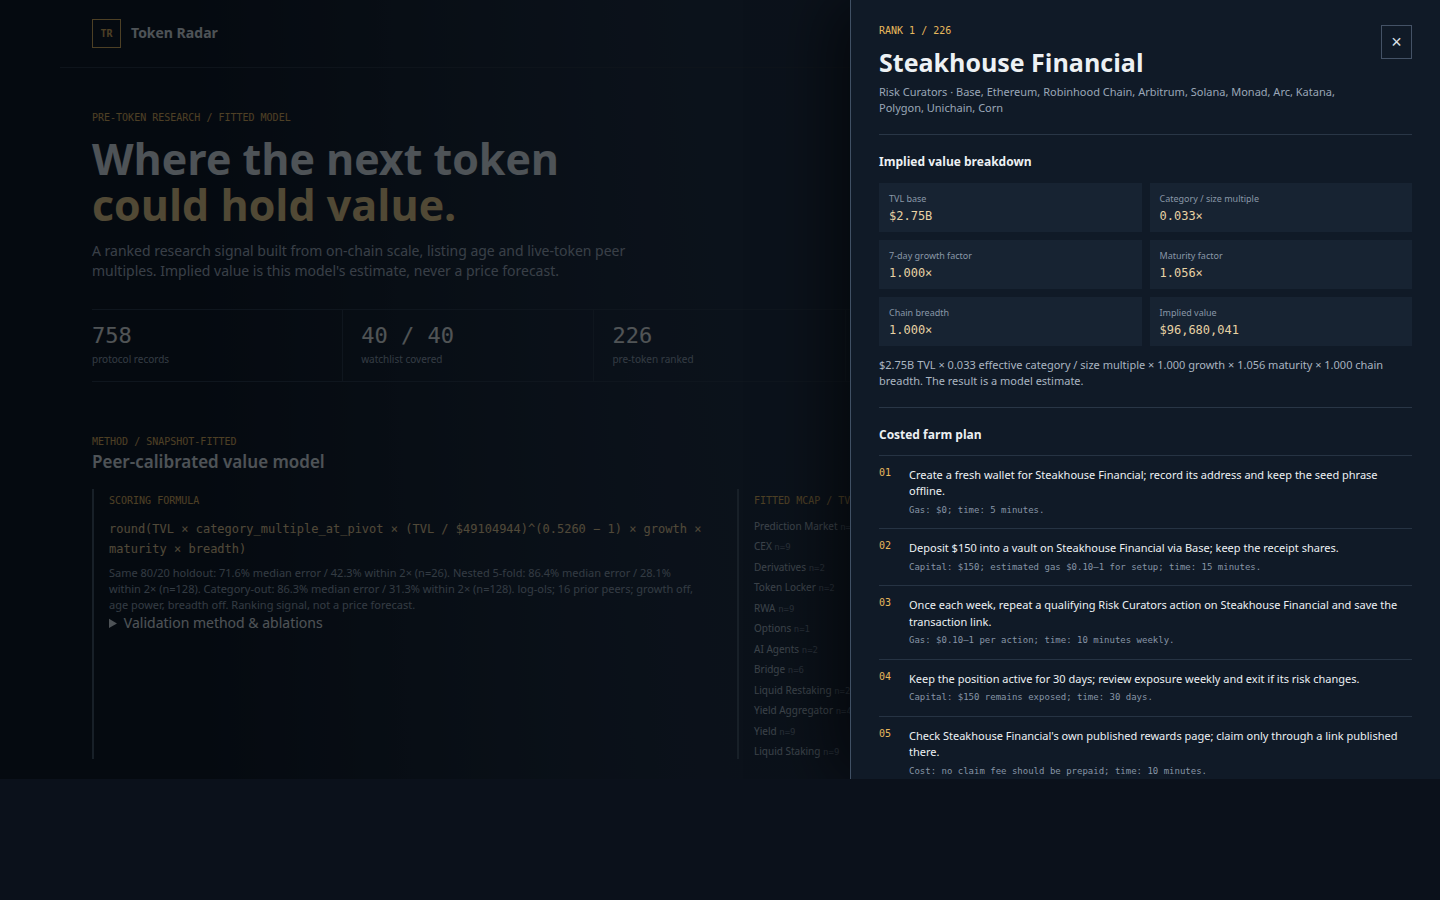 TR
Token Radar
PRE-TOKEN RESEARCH / FITTED MODEL
Where the next token
could hold value.
A ranked research signal built from on-chain scale, listing age and live-token peer
multiples. Implied value is this model's estimate, never a price forecast.
758
protocol records
40 / 40
watchlist covered
226
pre-token ranked
METHOD / SNAPSHOT-FITTED
Peer-calibrated value model
SCORING FORMULA
round(TVL × category_multiple_at_pivot × (TVL / $49104944)^(0.5260 − 1) × growth ×
maturity × breadth)
Same 80/20 holdout: 71.6% median error / 42.3% within 2× (n=26). Nested 5-fold: 86.4% median error / 28.1%
within 2× (n=128). Category-out: 86.3% median error / 31.3% within 2× (n=128). log-ols; 16 prior peers; growth off,
age power, breadth off. Ranking signal, not a price forecast.
▶ Validation method & ablations
FITTED MCAP / TV
Prediction Market
CEX n=9
Derivatives n=2
Token Locker n=2
RWA n=9
Options n=1
AI Agents n=2
Bridge n=6
Liquid Restaking
Yield Aggregator
Yield n=9
Liquid Staking n=9
RANK 1 / 226
×
Steakhouse Financial
Risk Curators · Base, Ethereum, Robinhood Chain, Arbitrum, Solana, Monad, Arc, Katana,
Polygon, Unichain, Corn
Implied value breakdown
TVL base
$2.75B
Category / size multiple
0.033×
7-day growth factor
1.000×
Maturity factor
1.056×
Chain breadth
1.000×
Implied value
$96,680,041
$2.75B TVL × 0.033 effective category / size multiple × 1.000 growth × 1.056 maturity × 1.000 chain
breadth. The result is a model estimate.
Costed farm plan
01
Create a fresh wallet for Steakhouse Financial; record its address and keep the seed phrase
offline.
Gas: $0; time: 5 minutes.
02
Deposit $150 into a vault on Steakhouse Financial via Base; keep the receipt shares.
Capital: $150; estimated gas $0.10–1 for setup; time: 15 minutes.
03
Once each week, repeat a qualifying Risk Curators action on Steakhouse Financial and save the
transaction link.
Gas: $0.10–1 per action; time: 10 minutes weekly.
04
Keep the position active for 30 days; review exposure weekly and exit if its risk changes.
Capital: $150 remains exposed; time: 30 days.
05
Check Steakhouse Financial's own published rewards page; claim only through a link published
there.
Cost: no claim fee should be prepaid; time: 10 minutes.